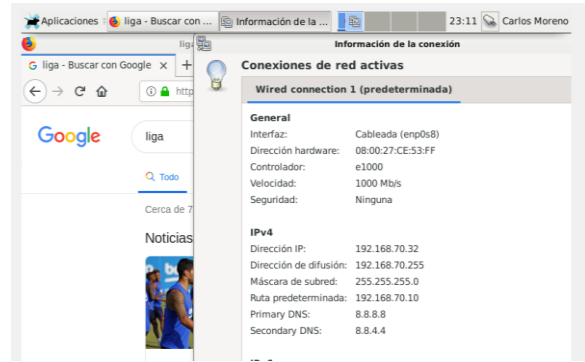 Aplicaciones
liga - Buscar con ...
Información de la ...
23:11
Carlos Moreno
liga
Información de la conexión
G liga - Buscar con Google × +
http
Google
liga
Todo
Cerca de 7
Noticias
Conexiones de red activas
Wired connection 1 (predeterminada)
General
Interfaz: Cableada (enp0s8)
Dirección hardware: 08:00:27:CE:53:FF
Controlador: e1000
Velocidad: 1000 Mb/s
Seguridad: Ninguna
IPv4
Dirección IP: 192.168.70.32
Dirección de difusión: 192.168.70.255
Máscara de subred: 255.255.255.0
Ruta predeterminada: 192.168.70.10
Primary DNS: 8.8.8.8
Secondary DNS: 8.8.4.4